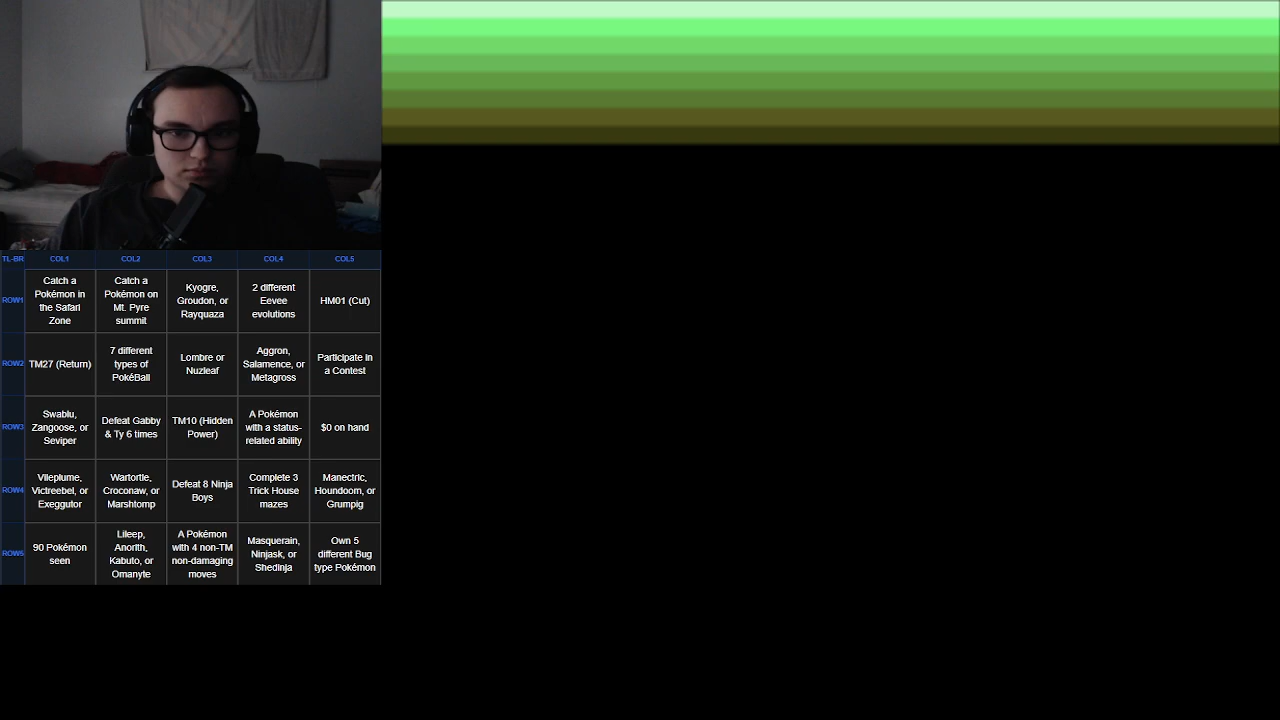 TL-BR COL1 COL2 COL3 COL4 COL5
ROW1
Catch a
Pokémon in
the Safari
Zone
Catch a
Pokémon on
Mt. Pyre
summit
Kyogre,
Groudon, or
Rayquaza
2 different
Eevee
evolutions
HM01 (Cut)
ROW2
TM27 (Return)
7 different
types of
PokéBall
Lombre or
Nuzleaf
Aggron,
Salamence, or
Metagross
Participate in
a Contest
ROW3
Swablu,
Zangoose, or
Seviper
Defeat Gabby
& Ty 6 times
TM10 (Hidden
Power)
A Pokémon
with a status-
related ability
$0 on hand
ROW4
Vileplume,
Victreebel, or
Exeggutor
Wartortle,
Croconaw, or
Marshtomp
Defeat 8 Ninja
Boys
Complete 3
Trick House
mazes
Manectric,
Houndoom, or
Grumpig
ROW5
90 Pokémon
seen
Lileep,
Anorith,
Kabuto, or
Omanyte
A Pokémon
with 4 non-TM
non-damaging
moves
Masquerain,
Ninjask, or
Shedinja
Own 5
different Bug
type Pokémon